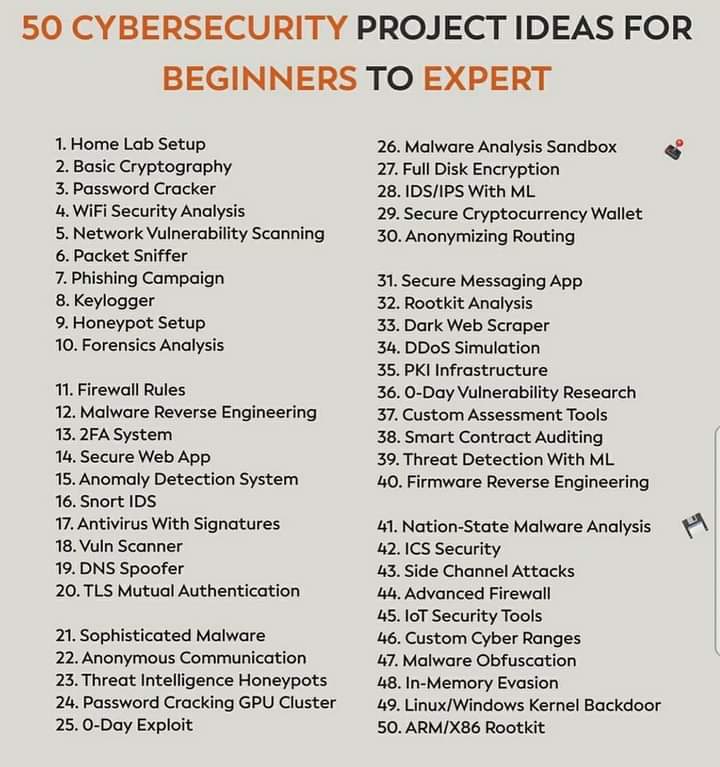 50 CYBERSECURITY PROJECT IDEAS FOR
BEGINNERS TO EXPERT
1. Home Lab Setup
2. Basic Cryptography
3. Password Cracker
4. WiFi Security Analysis
5. Network Vulnerability Scanning
6. Packet Sniffer
7. Phishing Campaign
8. Keylogger
9. Honeypot Setup
10. Forensics Analysis
11. Firewall Rules
12. Malware Reverse Engineering
13. 2FA System
14. Secure Web App
15. Anomaly Detection System
16. Snort IDS
17. Antivirus With Signatures
18. Vuln Scanner
19. DNS Spoofer
20. TLS Mutual Authentication
21. Sophisticated Malware
22. Anonymous Communication
23. Threat Intelligence Honeypots
24. Password Cracking GPU Cluster
25. 0-Day Exploit
26. Malware Analysis Sandbox
27. Full Disk Encryption
28. IDS/IPS With ML
29. Secure Cryptocurrency Wallet
30. Anonymizing Routing
31. Secure Messaging App
32. Rootkit Analysis
33. Dark Web Scraper
34. DDoS Simulation
35. PKI Infrastructure
36. 0-Day Vulnerability Research
37. Custom Assessment Tools
38. Smart Contract Auditing
39. Threat Detection With ML
40. Firmware Reverse Engineering
41. Nation-State Malware Analysis
42. ICS Security
43. Side Channel Attacks
44. Advanced Firewall
45. IoT Security Tools
46. Custom Cyber Ranges
47. Malware Obfuscation
48. In-Memory Evasion
49. Linux/Windows Kernel Backdoor
50. ARM/X86 Rootkit